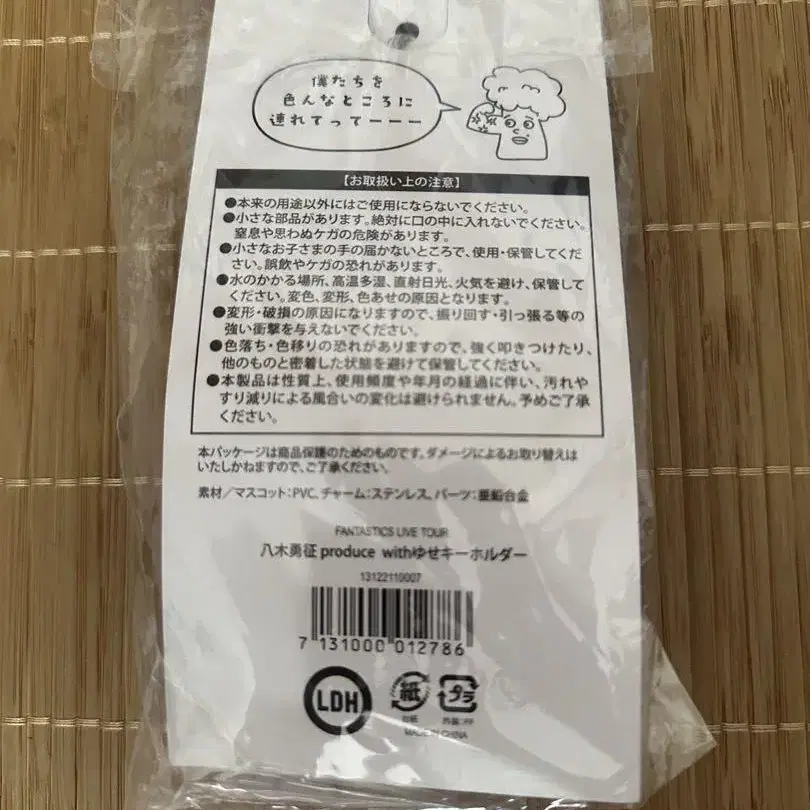 僕たちを
色んなところに
連れてってーーー
【お取扱い上の注意】
●本来の用途以外にはご使用にならないでください。
●小さな部品があります。絶対に口の中に入れないでください。
窒息や思わぬケガの危険があります。
●小さなお子さまの手の届かないところで、使用・保管してくだ
さい。誤飲やケガの恐れがあります。
●水のかかる場所、高温多湿、直射日光、火気を避け、保管して
ください。変色、変形、色あせの原因となります。
●変形・破損の原因になりますので、振り回す・引っ張る等の
強い衝撃を与えないでください。
●色落ち・色移りの恐れがありますので、強く叩きつけたり、
他のものと密着した状態を避けて保管してください。
●本製品は性質上、使用頻度や年月の経過に伴い、汚れや
すり減りによる風合いの変化は避けられません。予めご了承
ください。
本パッケージは商品保護のためのものです。ダメージによるお取り替えは
いたしかねますので、ご了承ください。
素材／マスコット：PVC、チャーム：ステンレス、パーツ：亜鉛合金
FANTASTICS LIVE TOUR
八木勇征 produce withゆせキーホルダー
13122110007
7 131000 012786
LDH
紙
プラ
台紙
外装：PP
MADE IN CHINA